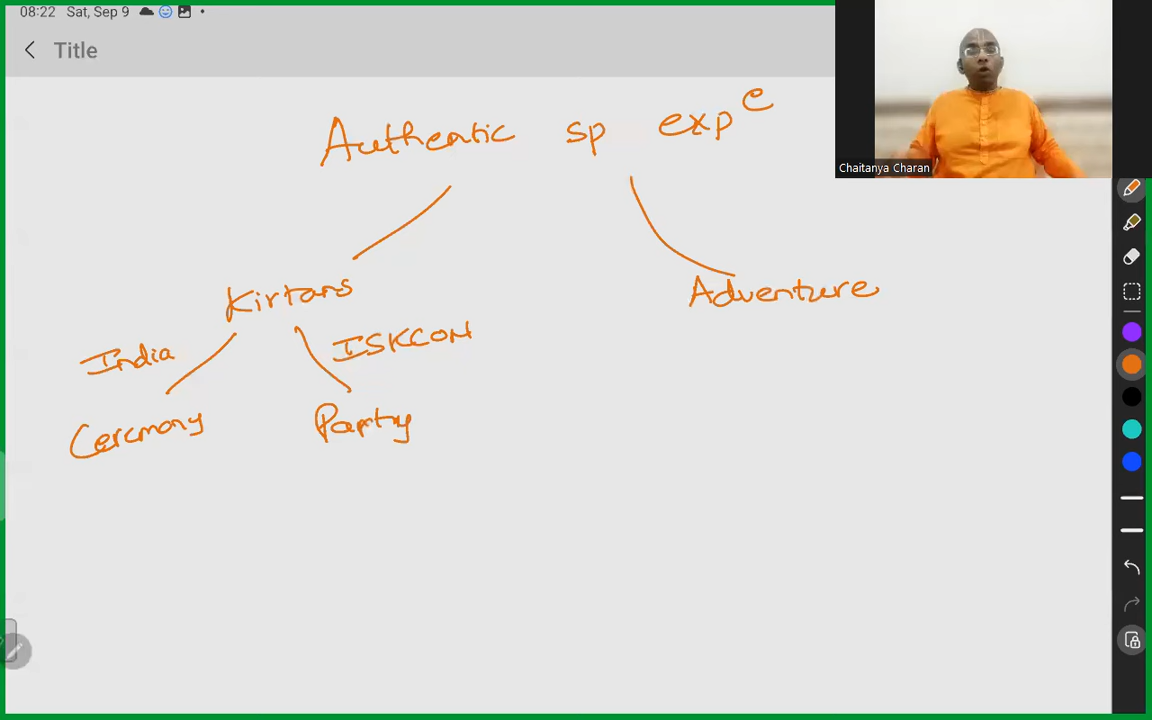 08:22 Sat, Sep 9
Title
Chaitanya Charan
Authentic sp exp e
Kirtans
Adventure
India
ISKCON
Ceremony
Party